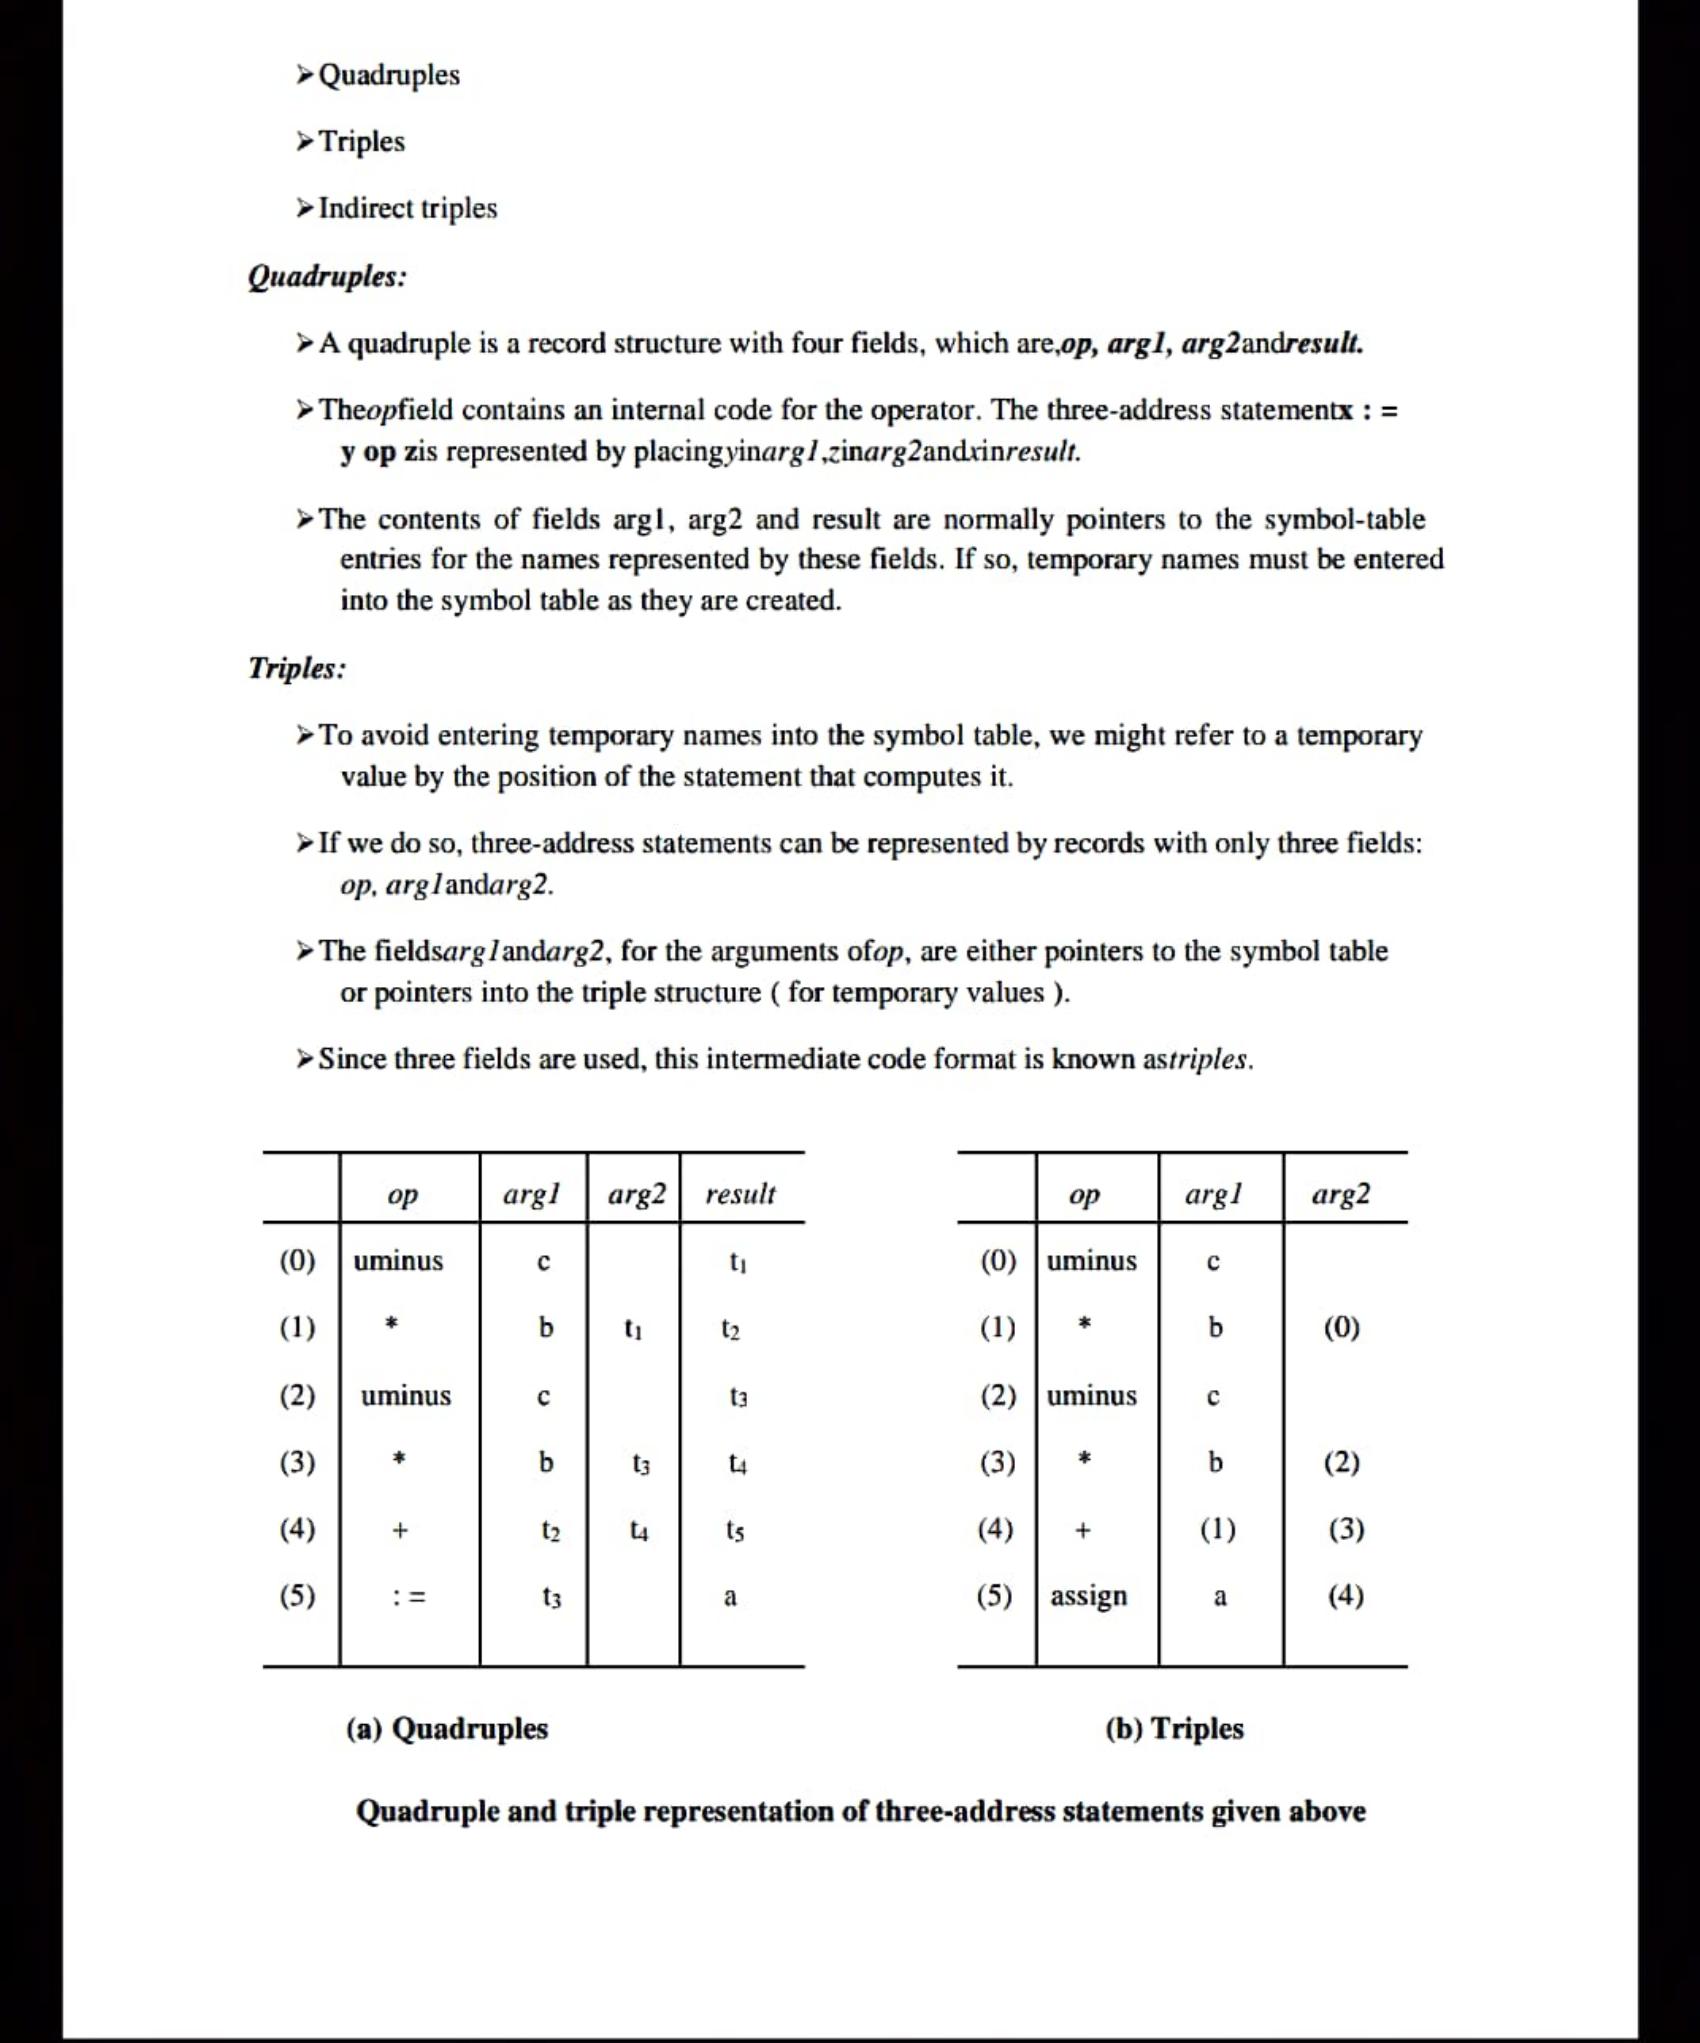 ➢Quadruples
➢Triples
➢Indirect triples
Quadruples:
➢A quadruple is a record structure with four fields, which are,op, arg1, arg2andresult.
➢Theopfield contains an internal code for the operator. The three-address statementx : =
y op zis represented by placingyinarg1,zinarg2andxinresult.
➢The contents of fields arg1, arg2 and result are normally pointers to the symbol-table
entries for the names represented by these fields. If so, temporary names must be entered
into the symbol table as they are created.
Triples:
➢To avoid entering temporary names into the symbol table, we might refer to a temporary
value by the position of the statement that computes it.
➢If we do so, three-address statements can be represented by records with only three fields:
op, arg1andarg2.
➢The fieldsarg1andarg2, for the arguments ofop, are either pointers to the symbol table
or pointers into the triple structure ( for temporary values ).
➢Since three fields are used, this intermediate code format is known astriples.
op arg1 arg2 result
(0) uminus c t1
(1) * b t1 t2
(2) uminus c t3
(3) * b t3 t4
(4) + t2 t4 t5
(5) : = t3 a
(a) Quadruples
op arg1 arg2
(0) uminus c
(1) * b (0)
(2) uminus c
(3) * b (2)
(4) + (1) (3)
(5) assign a (4)
(b) Triples
Quadruple and triple representation of three-address statements given above